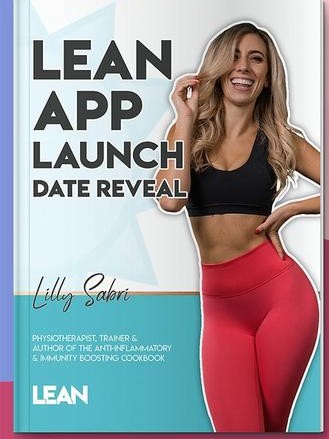 LEAN
APP
LAUNCH
DATE REVEAL
Lilly Sabri
PHYSIOTHERAPIST, TRAINER &
AUTHOR OF THE ANTI-INFLAMMATORY
& IMMUNITY BOOSTING COOKBOOK
LEAN